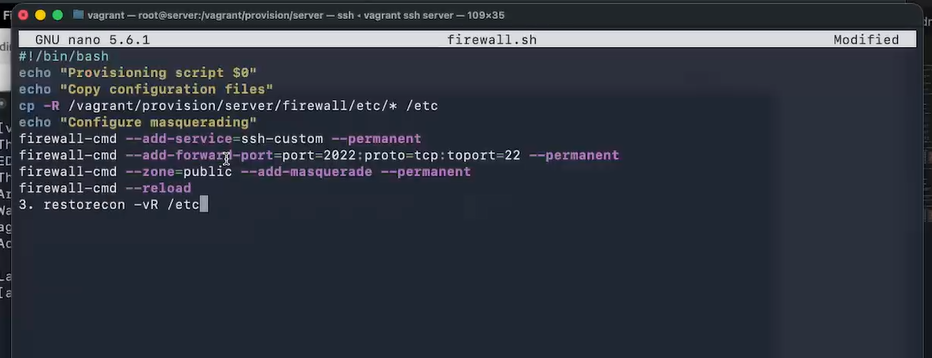 vagrant — root@server:/vagrant/provision/server — ssh ‹ vagrant ssh server — 109×35
GNU nano 5.6.1 firewall.sh Modified
#!/bin/bash
echo "Provisioning script $0"
echo "Copy configuration files"
cp -R /vagrant/provision/server/firewall/etc/* /etc
echo "Configure masquerading"
firewall-cmd --add-service=ssh-custom --permanent
firewall-cmd --add-forward-port=port=2022:proto=tcp:toport=22 --permanent
firewall-cmd --zone=public --add-masquerade --permanent
firewall-cmd --reload
3. restorecon -vR /etc